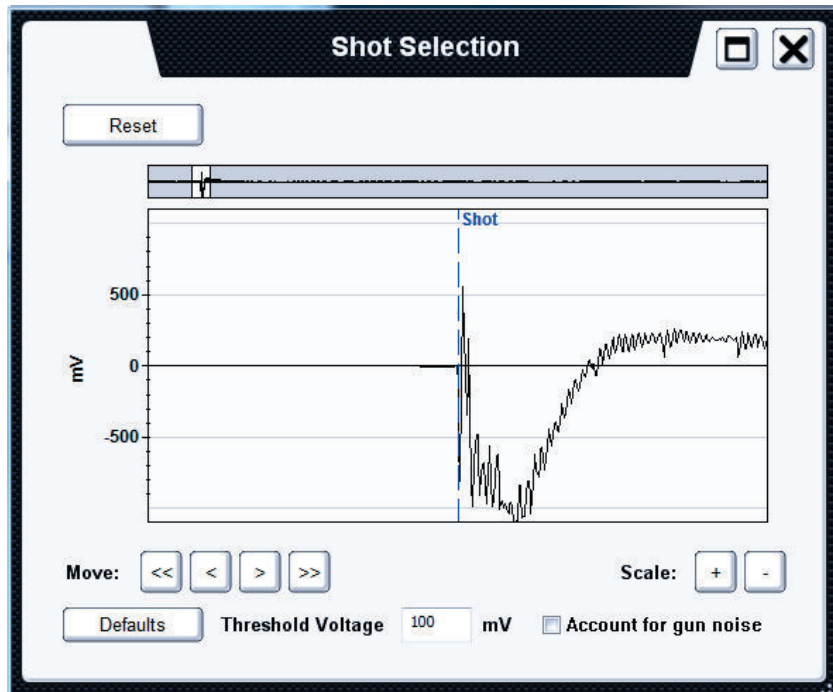 Shot Selection
Reset
Shot
500
0
-500
mV
Move: << < > >> Scale: + -
Defaults Threshold Voltage 100 mV Account for gun noise